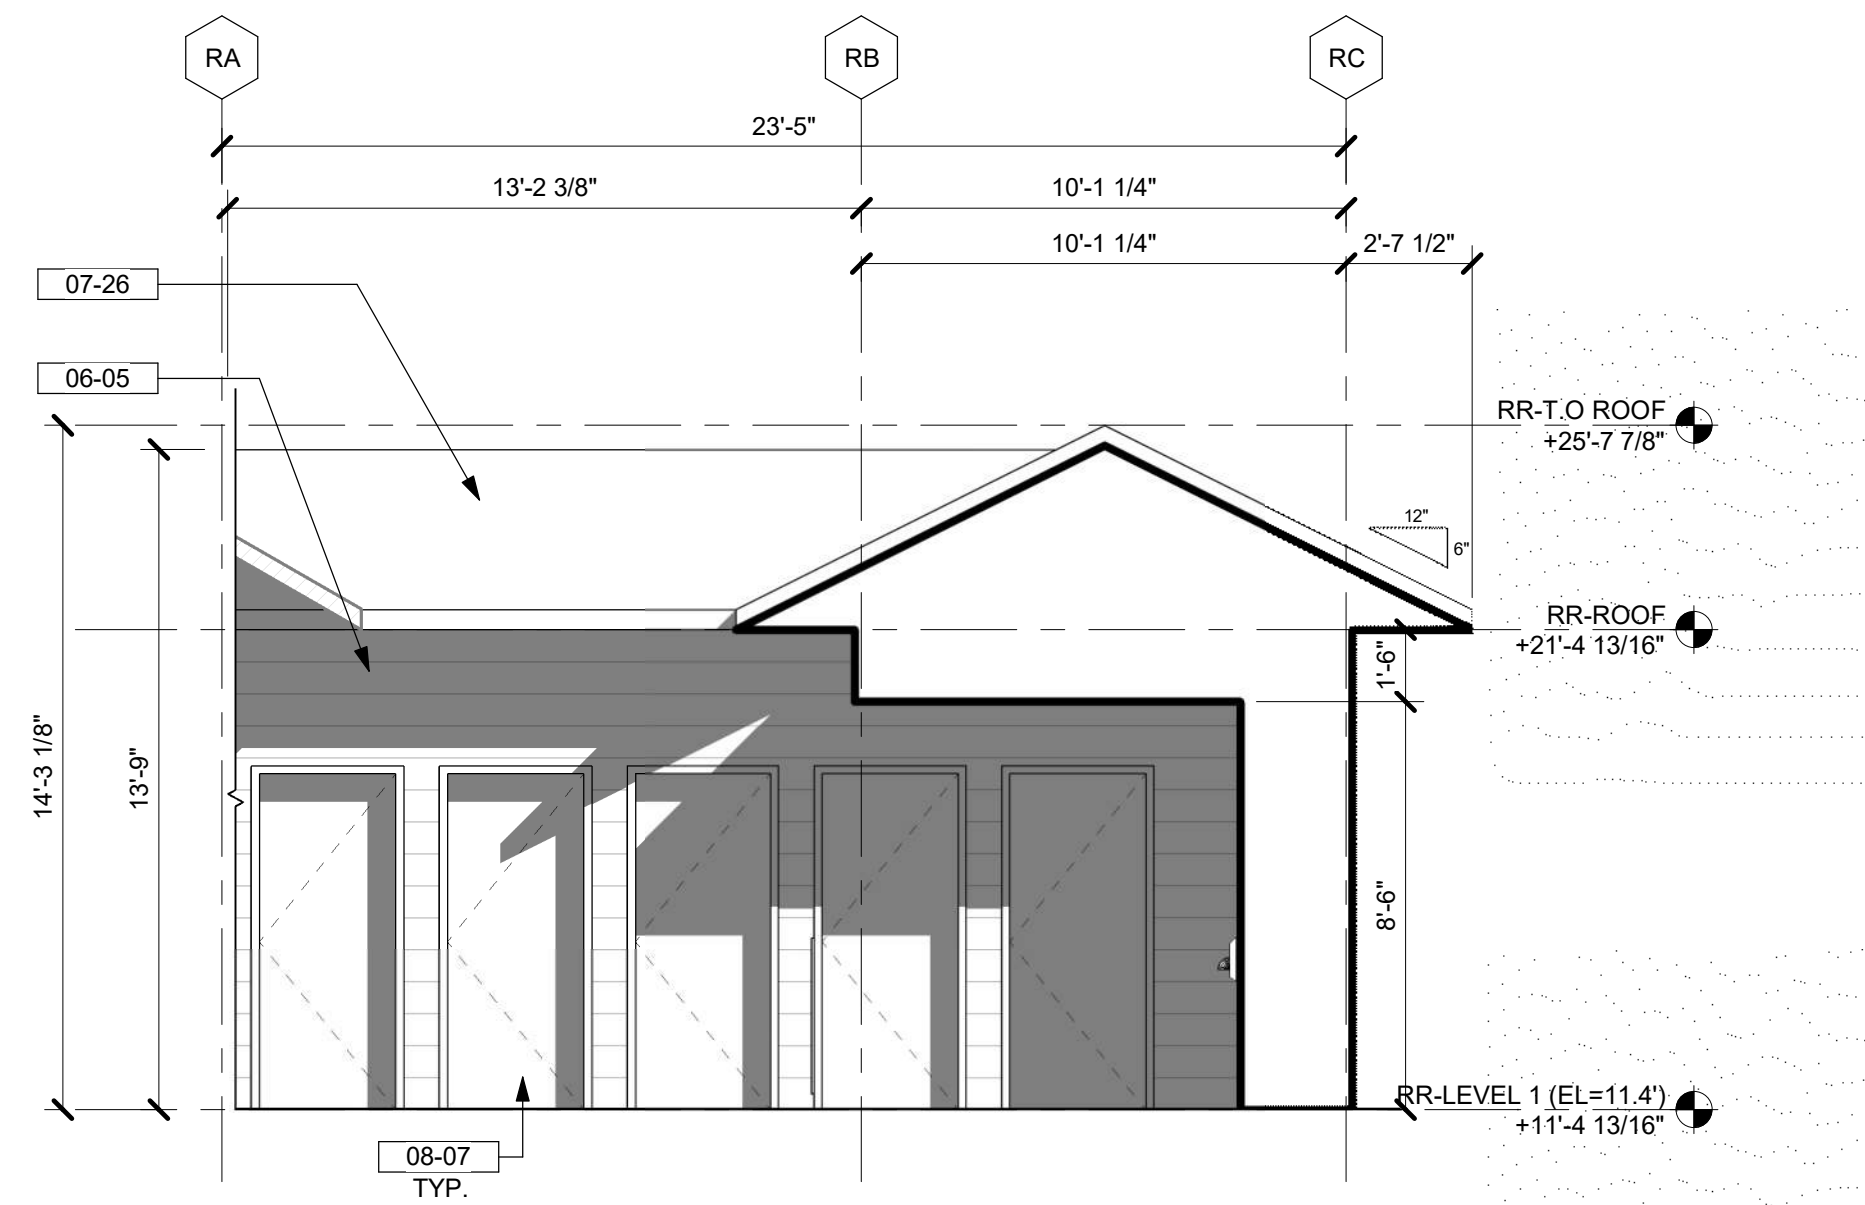 RA
RB
RC
23'-5"
13'-2 3/8"
10'-1 1/4"
10'-1 1/4"
2'-7 1/2"
07-26
06-05
RR-T.O ROOF
+25'-7 7/8"
12"
6"
RR-ROOF
+21'-4 13/16"
1'-6"
14'-3 1/8"
13'-9"
8'-6"
RR-LEVEL 1 (EL=11.4')
+11'-4 13/16"
08-07
TYP.